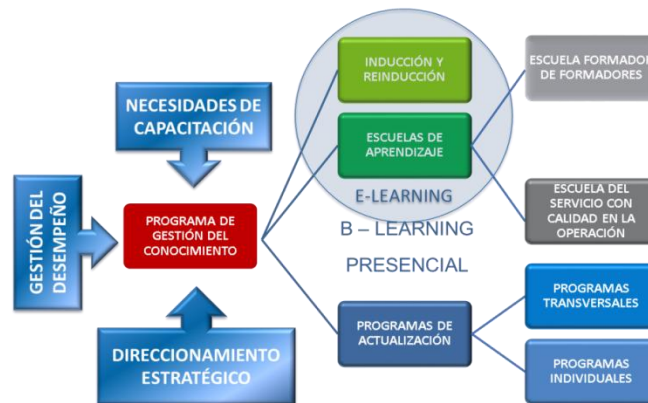 NECESIDADES DE
CAPACITACIÓN
GESTIÓN DEL
DESEMPEÑO
PROGRAMA DE
GESTIÓN DEL
CONOCIMIENTO
DIRECCIONAMIENTO
ESTRATÉGICO
INDUCCIÓN Y
REINDUCCIÓN
ESCUELAS DE
APRENDIZAJE
E-LEARNING
B – LEARNING
PRESENCIAL
PROGRAMAS DE
ACTUALIZACIÓN
ESCUELA FORMADOR
DE FORMADORES
ESCUELA DEL
SERVICIO CON
CALIDAD EN LA
OPERACIÓN
PROGRAMAS
TRANSVERSALES
PROGRAMAS
INDIVIDUALES